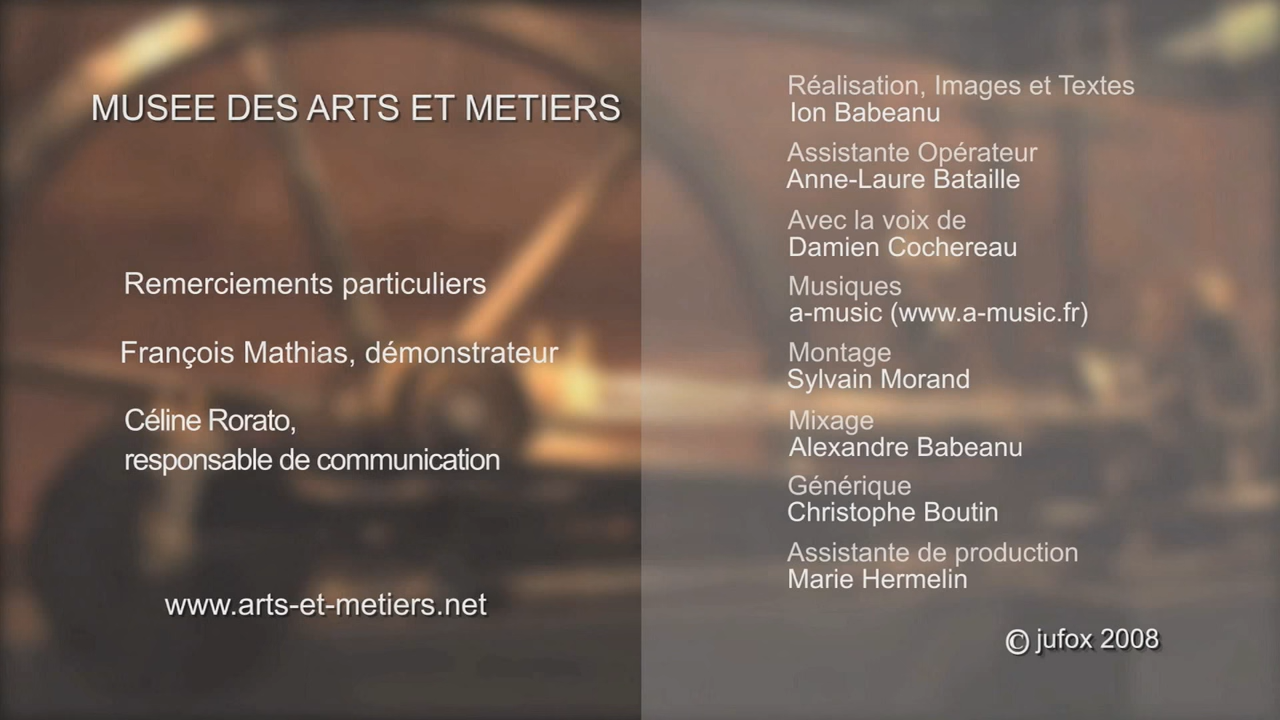 MUSEE DES ARTS ET METIERS
Remerciements particuliers
François Mathias, démonstrateur
Céline Rorato,
responsable de communication
www.arts-et-metiers.net
Réalisation, Images et Textes
Ion Babeanu
Assistante Opérateur
Anne-Laure Bataille
Avec la voix de
Damien Cochereau
Musiques
a-music (www.a-music.fr)
Montage
Sylvain Morand
Mixage
Alexandre Babeanu
Générique
Christophe Boutin
Assistante de production
Marie Hermelin
© jufox 2008